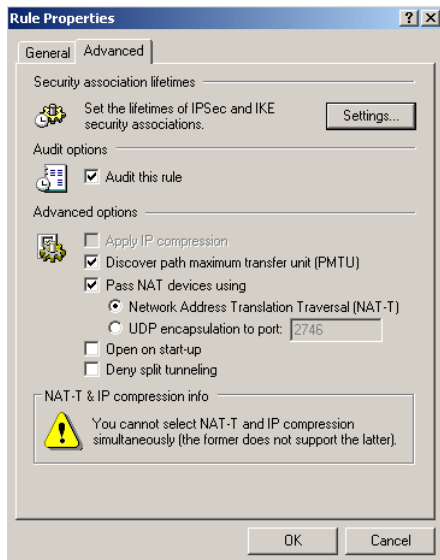 Rule Properties
General
Advanced
Security association lifetimes
Set the lifetimes of IPSec and IKE
security associations.
Settings...
Audit options
Audit this rule
Advanced options
Apply IP compression
Discover path maximum transfer unit (PMTU)
Pass NAT devices using
Network Address Translation Traversal (NAT-T)
UDP encapsulation to port: 2746
Open on start-up
Deny split tunneling
NAT-T & IP compression info
You cannot select NAT-T and IP compression
simultaneously (the former does not support the latter).
OK
Cancel